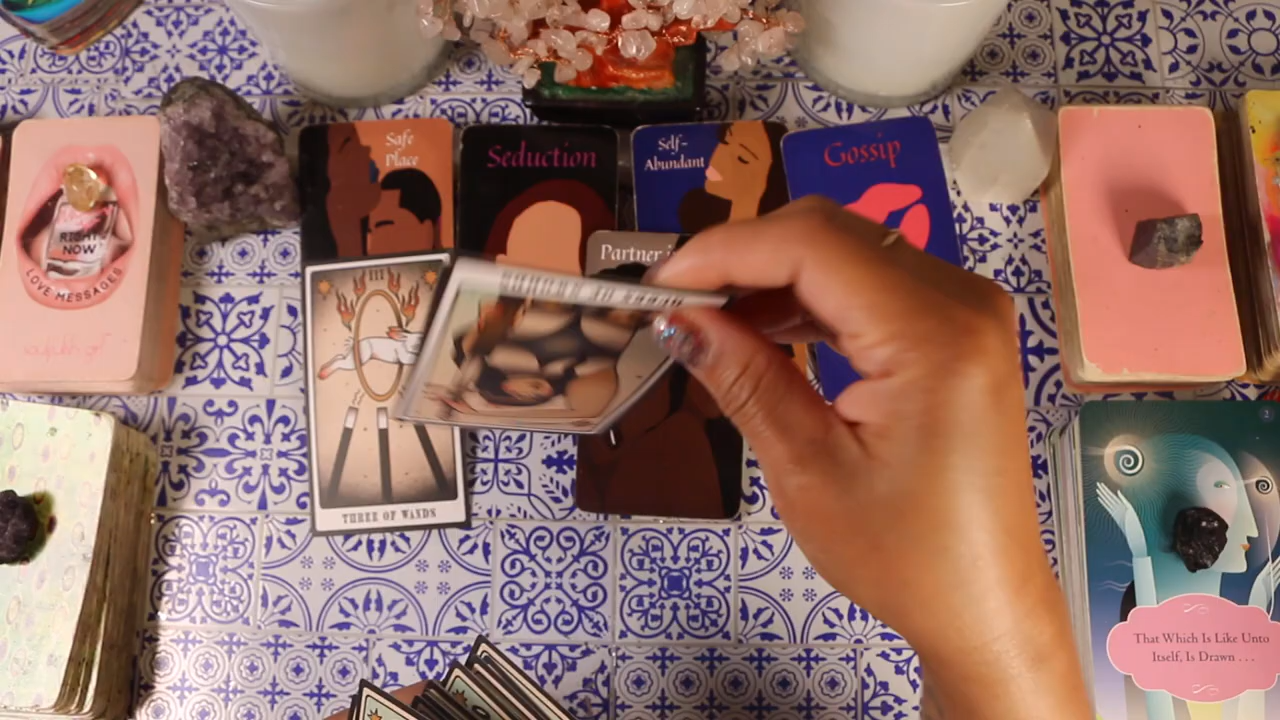 Safe
Place
Seduction
Self-
Abundant
Gossip
RIGHT
NOW
LOVE MESSAGES
Partner
III
THREE OF WANDS
That Which Is Like Unto
Itself, Is Drawn . . .